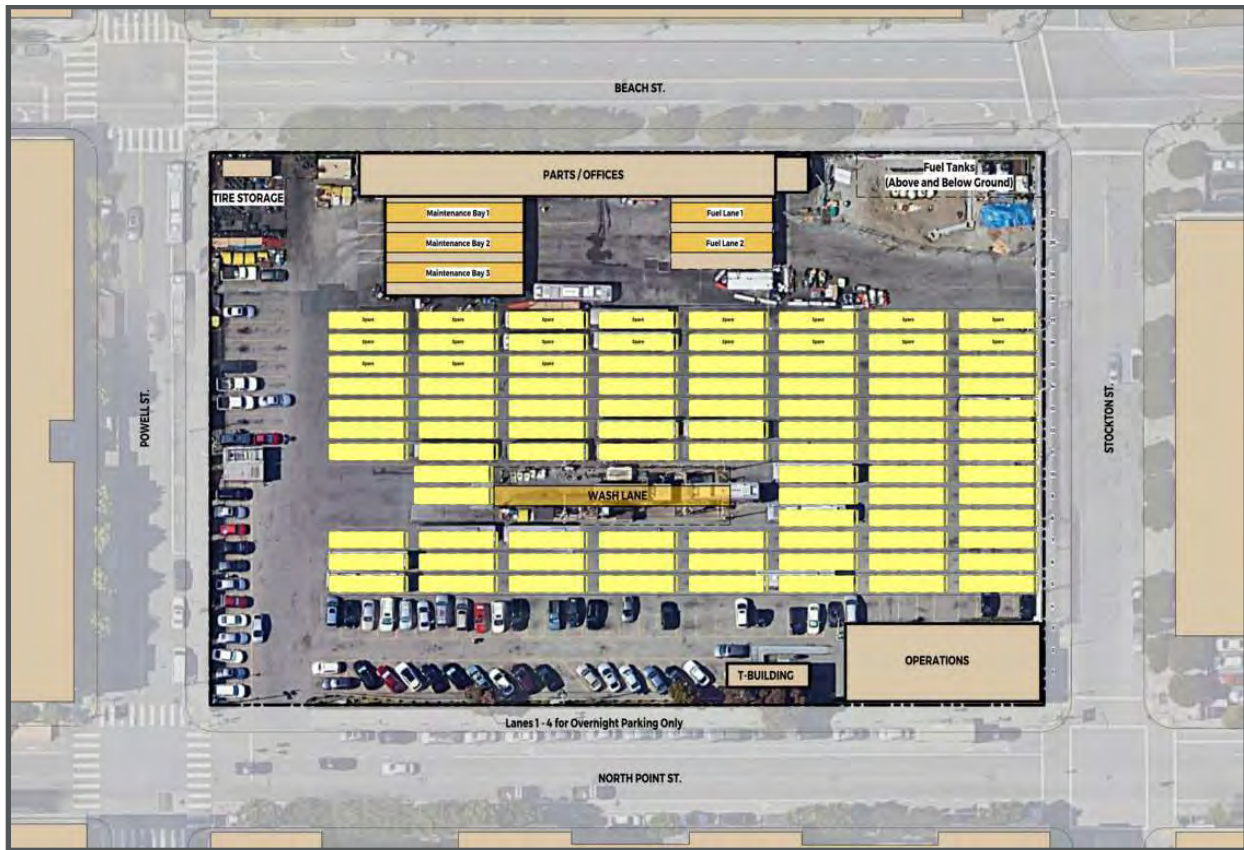 BEACH ST.
PARTS / OFFICES
Fuel Tanks
(Above and Below Ground)
TIRE STORAGE
Maintenance Bay 1
Fuel Lane 1
Maintenance Bay 2
Fuel Lane 2
Maintenance Bay 3
Spare Spare Spare Spare Spare Spare Spare Spare
Spare Spare Spare Spare Spare Spare Spare Spare
Spare Spare Spare
POWELL ST.
STOCKTON ST.
WASH LANE
OPERATIONS
T-BUILDING
Lanes 1 - 4 for Overnight Parking Only
NORTH POINT ST.